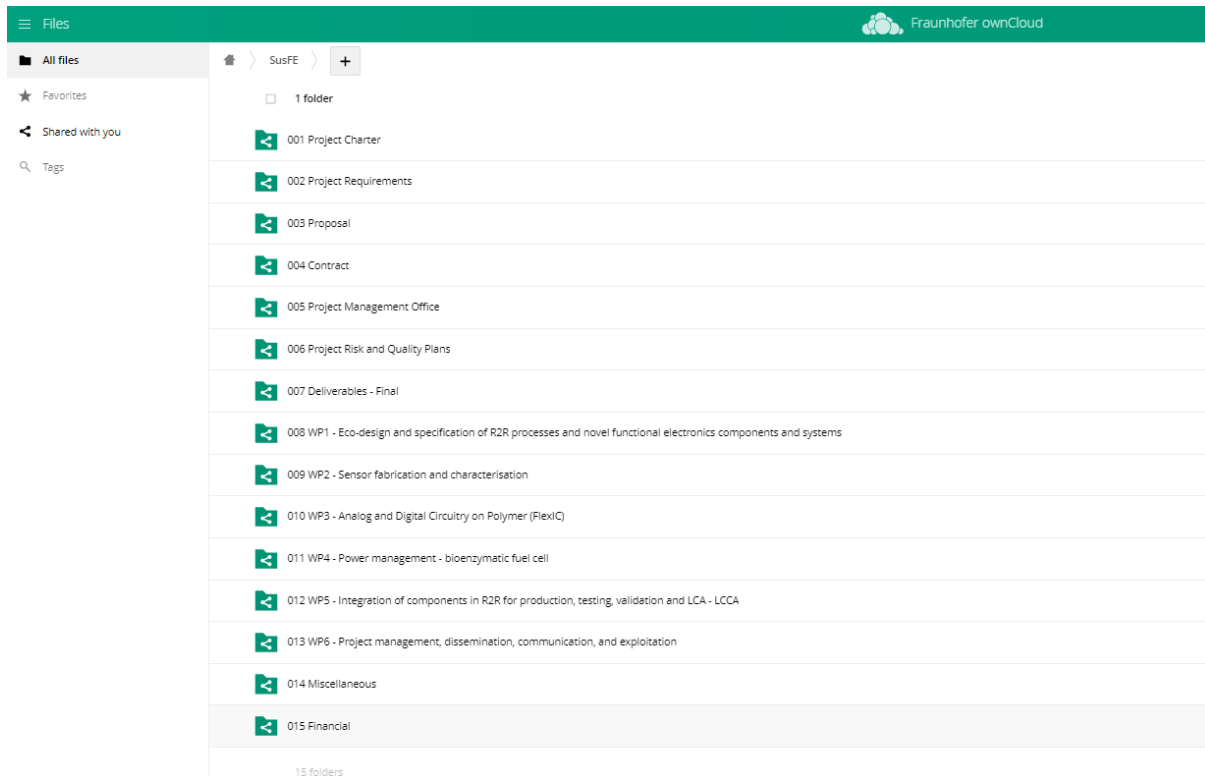 Files
Fraunhofer ownCloud
All files
SusFE
+
Favorites
1 folder
Shared with you
001 Project Charter
Tags
002 Project Requirements
003 Proposal
004 Contract
005 Project Management Office
006 Project Risk and Quality Plans
007 Deliverables - Final
008 WP1 - Eco-design and specification of R2R processes and novel functional electronics components and systems
009 WP2 - Sensor fabrication and characterisation
010 WP3 - Analog and Digital Circuitry on Polymer (FlexIC)
011 WP4 - Power management - bioenzymatic fuel cell
012 WP5 - Integration of components in R2R for production, testing, validation and LCA - LCCA
013 WP6 - Project management, dissemination, communication, and exploitation
014 Miscellaneous
015 Financial
15 folders